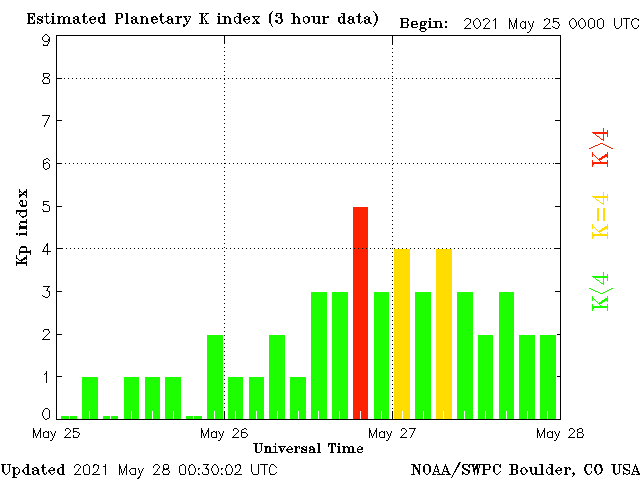 Estimated Planetary K index (3 hour data)
Begin: 2021 May 25 0000 UTC
9
8
7
6
5
4
3
2
1
0
Kp index
K>4
K=4
K<4
May 25
May 26
May 27
May 28
Universal Time
Updated 2021 May 28 00:30:02 UTC
NOAA/SWPC Boulder, CO USA